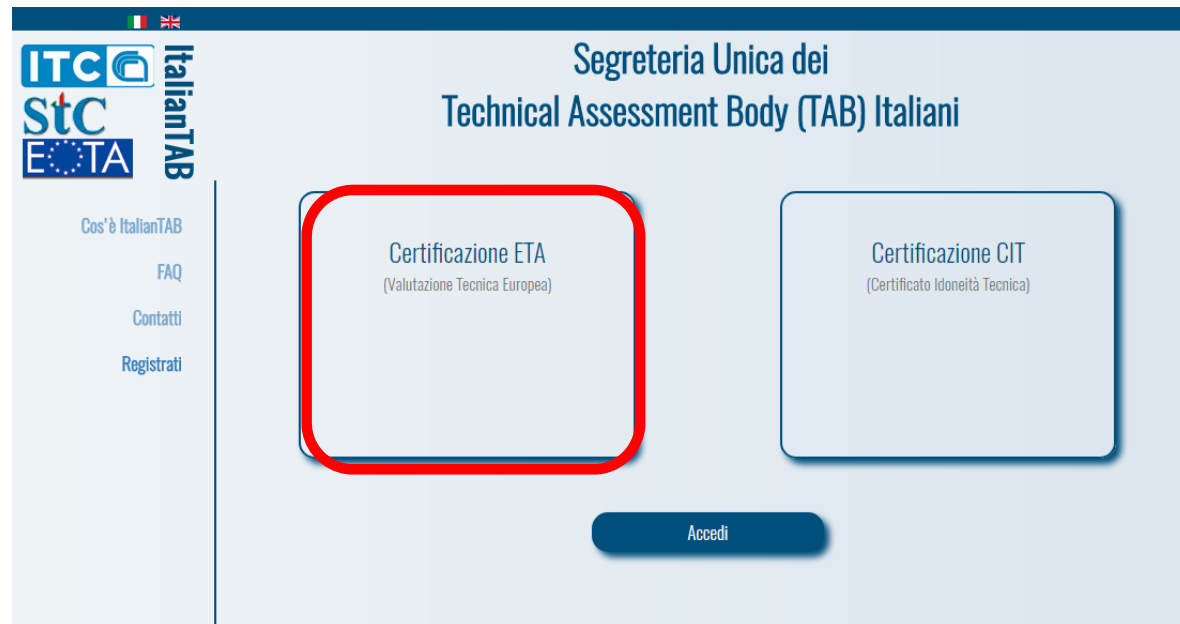 ITC
StC
EOTA
ItalianTAB
Segreteria Unica dei
Technical Assessment Body (TAB) Italiani
Cos'è ItalianTAB
FAQ
Contatti
Registrati
Certificazione ETA
(Valutazione Tecnica Europea)
Certificazione CIT
(Certificato Idoneità Tecnica)
Accedi